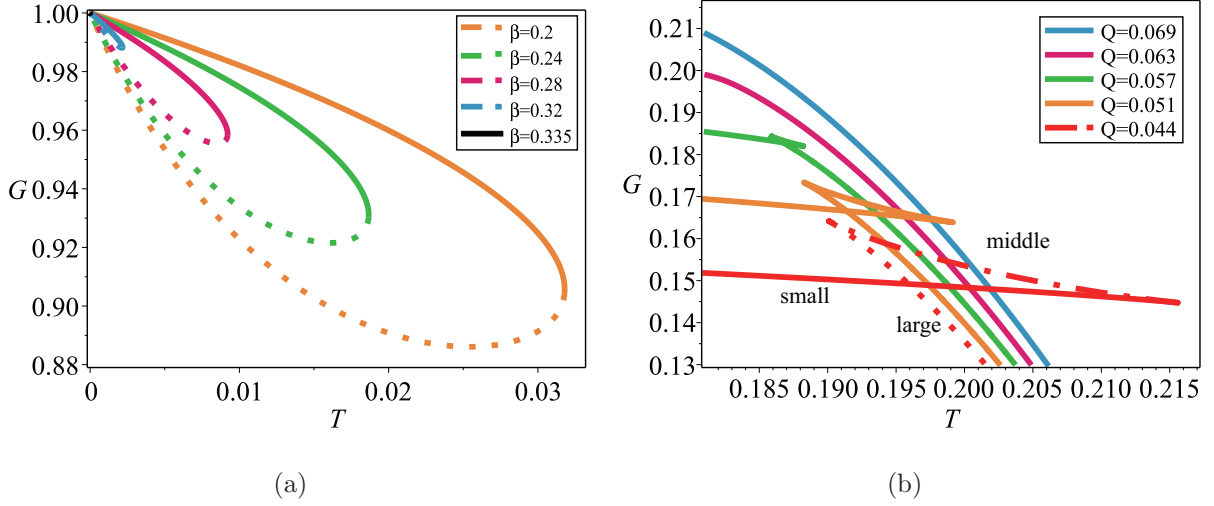 1.00
0.98
0.96
G 0.94
0.92
0.90
0.88
0
0.01
0.02
0.03
T
β=0.2
β=0.24
β=0.28
β=0.32
β=0.335
(a)
0.21
0.20
0.19
0.18
G
0.17
0.16
0.15
0.14
0.13
0.185
0.190
0.195
0.200
0.205
0.210
0.215
T
Q=0.069
Q=0.063
Q=0.057
Q=0.051
Q=0.044
middle
small
large
(b)